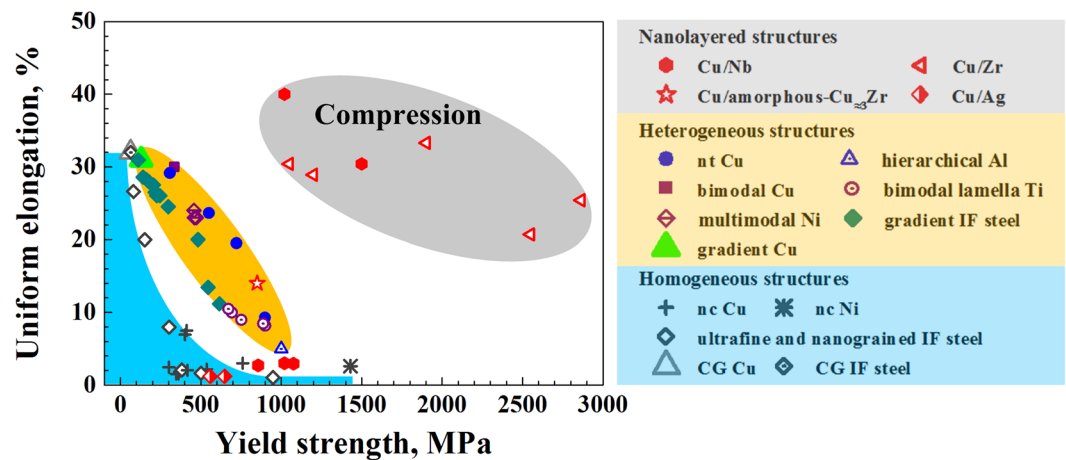 50
40
30
20
10
0
Uniform elongation, %
Compression
0 500 1000 1500 2000 2500 3000
Yield strength, MPa
Nanolayered structures
Cu/Nb Cu/Zr
Cu/amorphous-Cu≈3Zr Cu/Ag
Heterogeneous structures
nt Cu hierarchical Al
bimodal Cu bimodal lamella Ti
multimodal Ni gradient IF steel
gradient Cu
Homogeneous structures
nc Cu nc Ni
ultrafine and nanograined IF steel
CG Cu CG IF steel